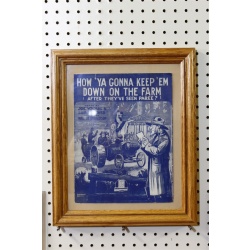 HOW 'YA GONNA KEEP 'EM
DOWN ON THE FARM
( AFTER THEY'VE SEEN PAREE? )